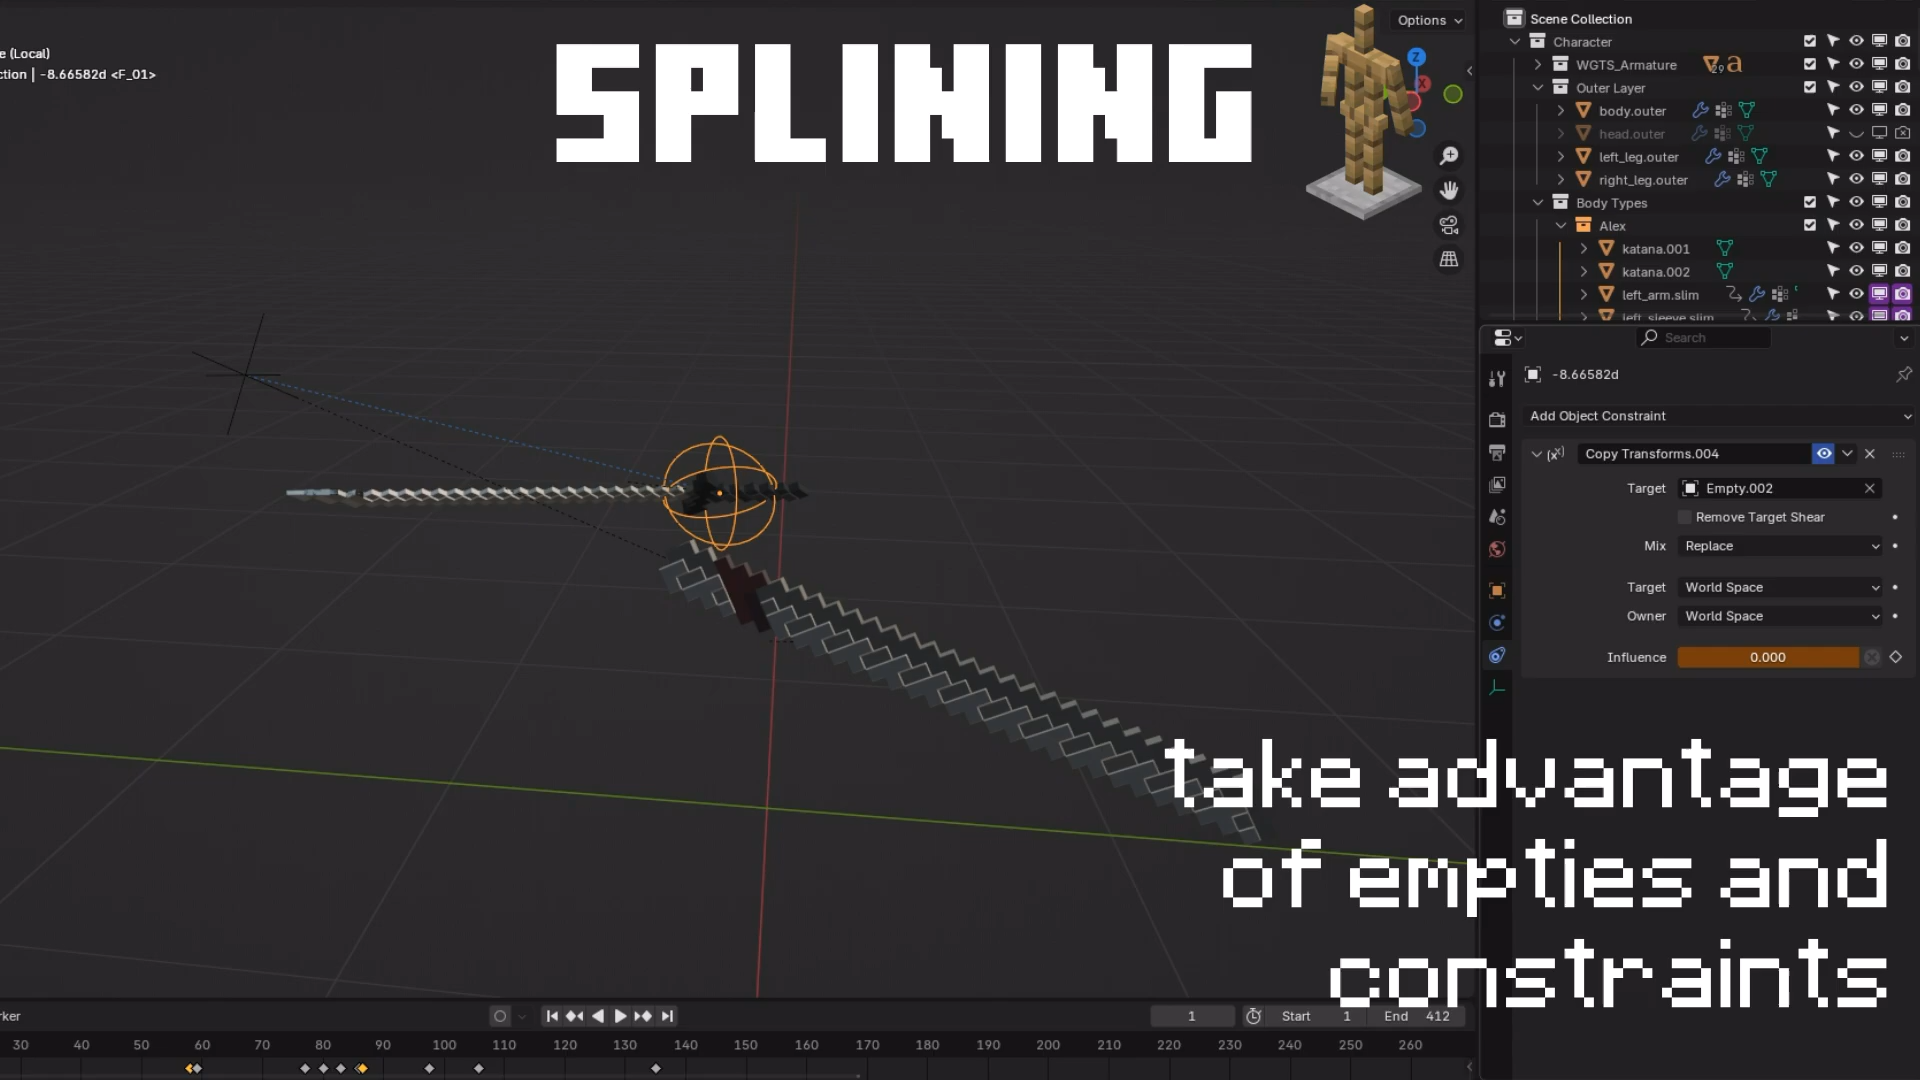 Options
Scene Collection
e (Local)
ction | -8.66582d <F_01>
SPLINING
Z
X
Character
WGTS_Armature
29
Outer Layer
body.outer
head.outer
left_leg.outer
right_leg.outer
Body Types
Alex
katana.001
katana.002
left_arm.slim
left_sleeve.slim
Search
-8.66582d
Add Object Constraint
Copy Transforms.004
Target Empty.002
Remove Target Shear
Mix Replace
Target World Space
Owner World Space
Influence 0.000
take advantage
of empties and
constraints
rker
1 Start 1 End 412
30 40 50 60 70 80 90 100 110 120 130 140 150 160 170 180 190 200 210 220 230 240 250 260